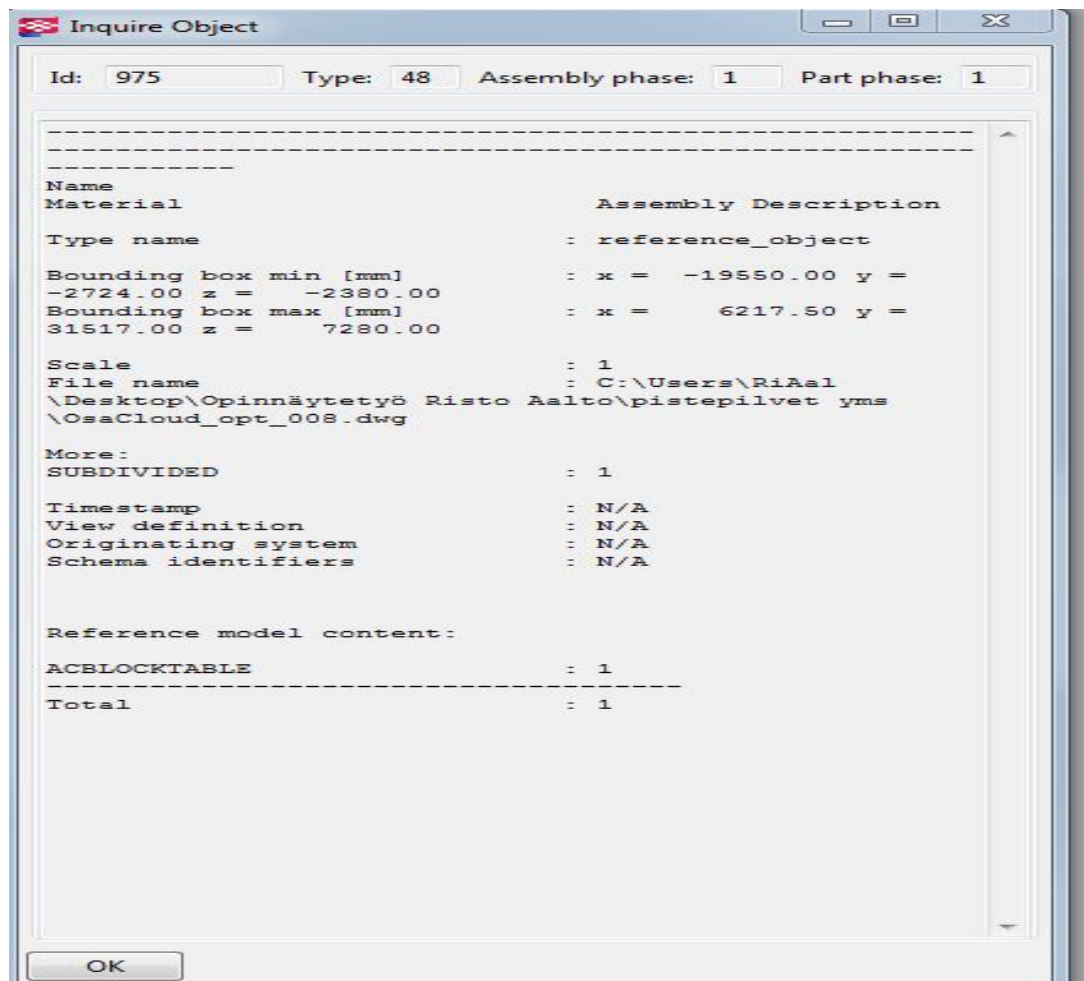 Inquire Object
Id: 975 Type: 48 Assembly phase: 1 Part phase: 1
------------------------------------------------------
------------------------------------------------------
-----------
Name
Material Assembly Description
Type name : reference_object
Bounding box min [mm] : x = -19550.00 y =
-2724.00 z = -2380.00
Bounding box max [mm] : x = 6217.50 y =
31517.00 z = 7280.00
Scale : 1
File name : C:\Users\RiAal
\Desktop\Opinnäytetyö Risto Aalto\pistepilvet yms
\OsaCloud_opt_008.dwg
More:
SUBDIVIDED : 1
Timestamp : N/A
View definition : N/A
Originating system : N/A
Schema identifiers : N/A
Reference model content:
ACBLOCKTABLE : 1
-------------------------------------
Total : 1
OK